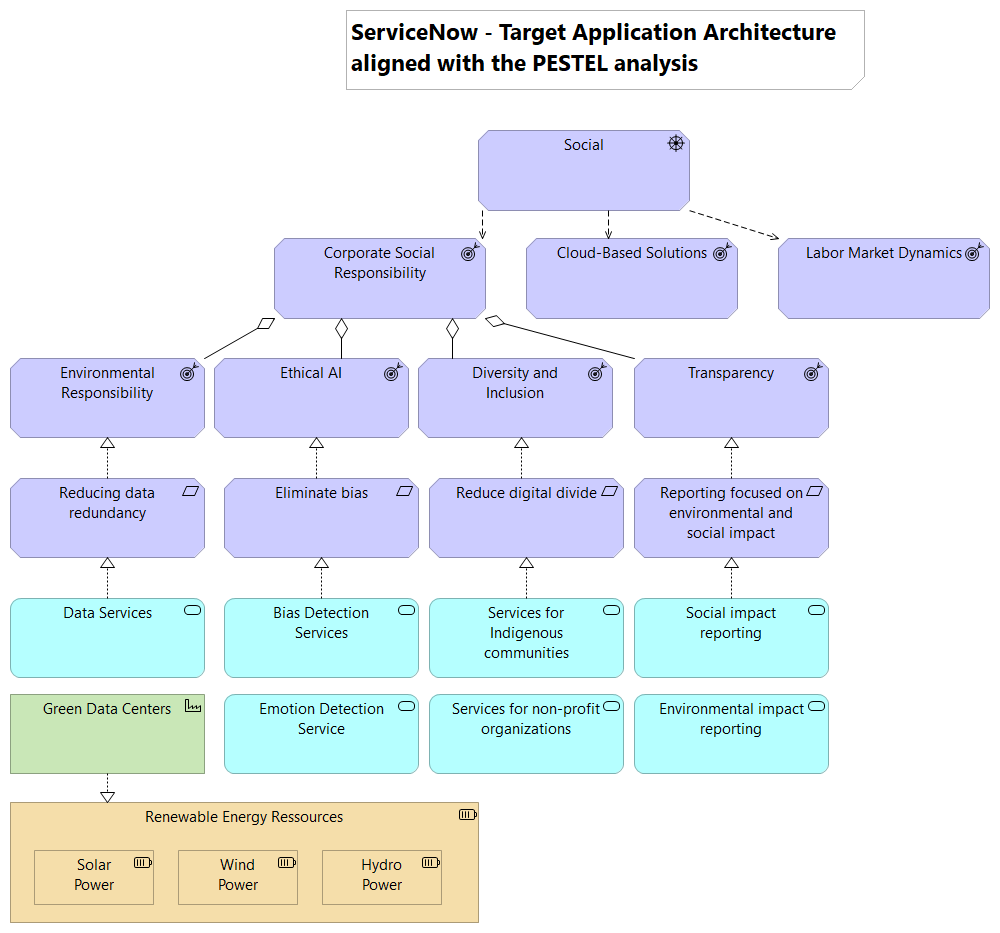 ServiceNow - Target Application Architecture
aligned with the PESTEL analysis
Social
Corporate Social
Responsibility
Cloud-Based Solutions
Labor Market Dynamics
Environmental
Responsibility
Ethical AI
Diversity and
Inclusion
Transparency
Reducing data
redundancy
Eliminate bias
Reduce digital divide
Reporting focused on
environmental and
social impact
Data Services
Bias Detection
Services
Services for
Indigenous
communities
Social impact
reporting
Green Data Centers
Emotion Detection
Service
Services for non-profit
organizations
Environmental impact
reporting
Renewable Energy Ressources
Solar
Power
Wind
Power
Hydro
Power